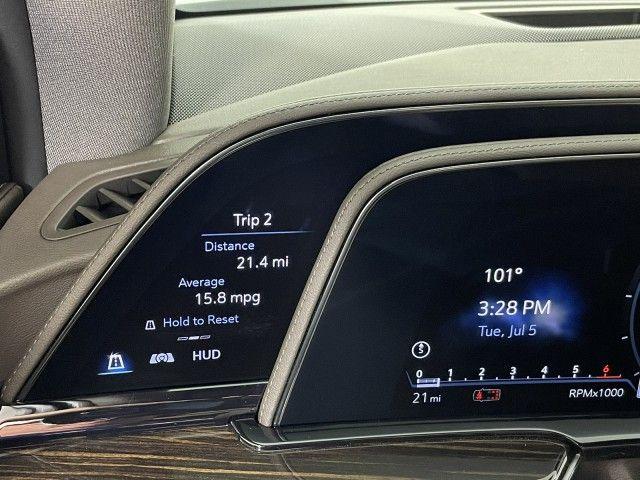 Trip 2
Distance
21.4 mi
Average
15.8 mpg
Hold to Reset
HUD
101°
3:28 PM
Tue, Jul 5
S
0 1 2 3 4 5 6
21 mi
RPMx1000